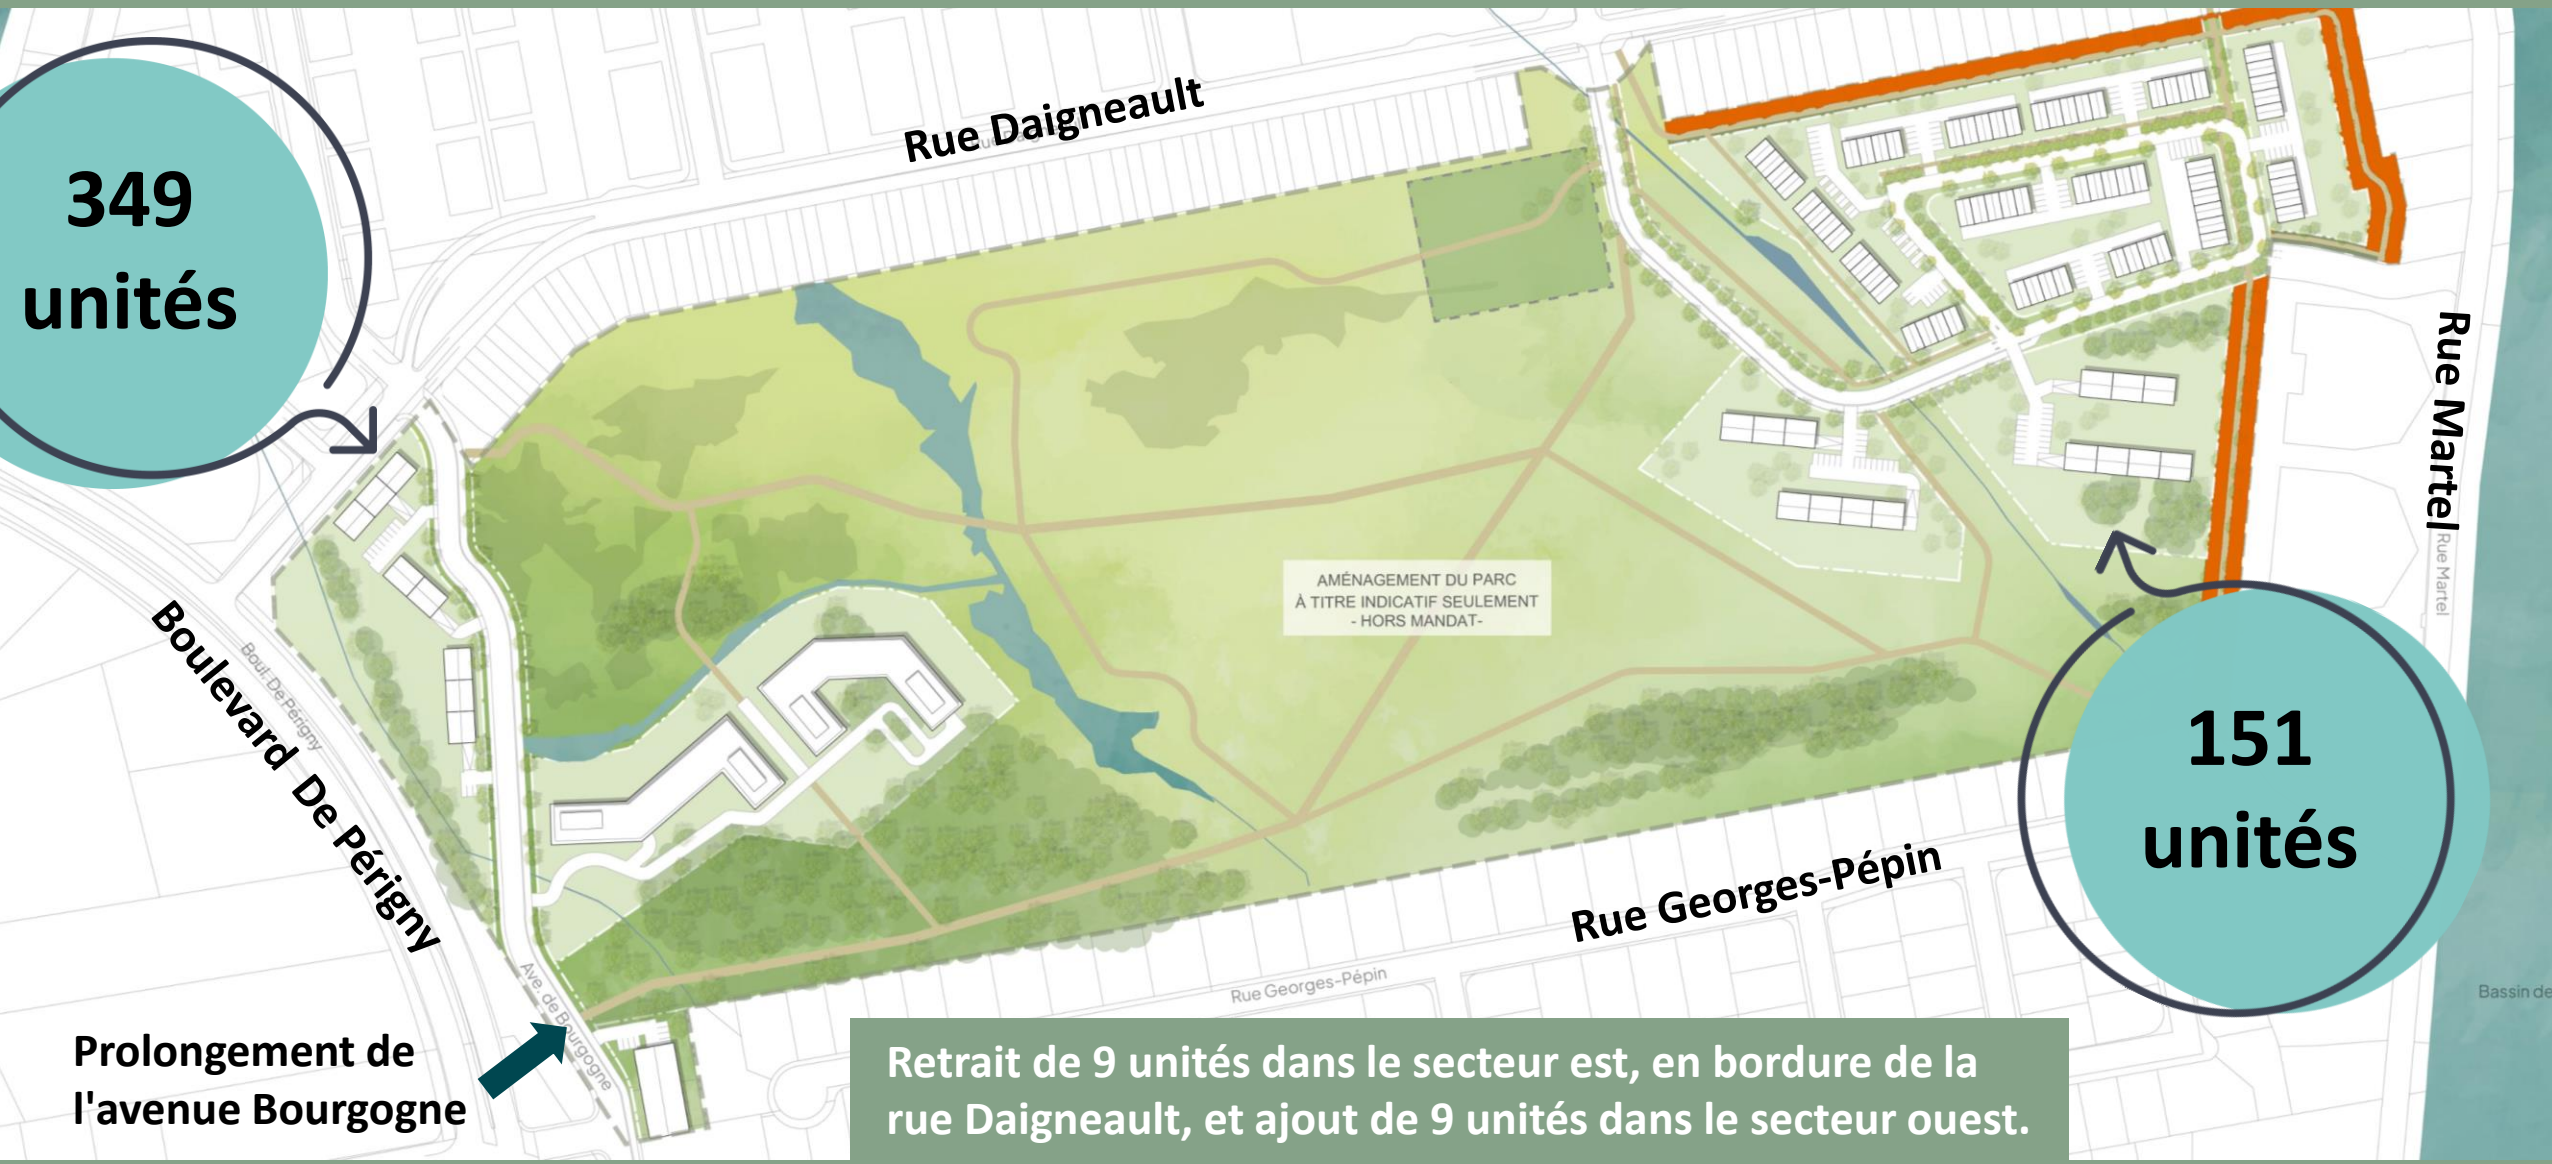 349
unités
Rue Daigneault
Rue Martel
Rue Martel
AMÉNAGEMENT DU PARC
À TITRE INDICATIF SEULEMENT
- HORS MANDAT-
Boulevard De Périgny
Boul. De Périgny
151
unités
Rue Georges-Pépin
Rue Georges-Pépin
Ave. de Bourgogne
Bassin de
Prolongement de
l'avenue Bourgogne
Retrait de 9 unités dans le secteur est, en bordure de la
rue Daigneault, et ajout de 9 unités dans le secteur ouest.